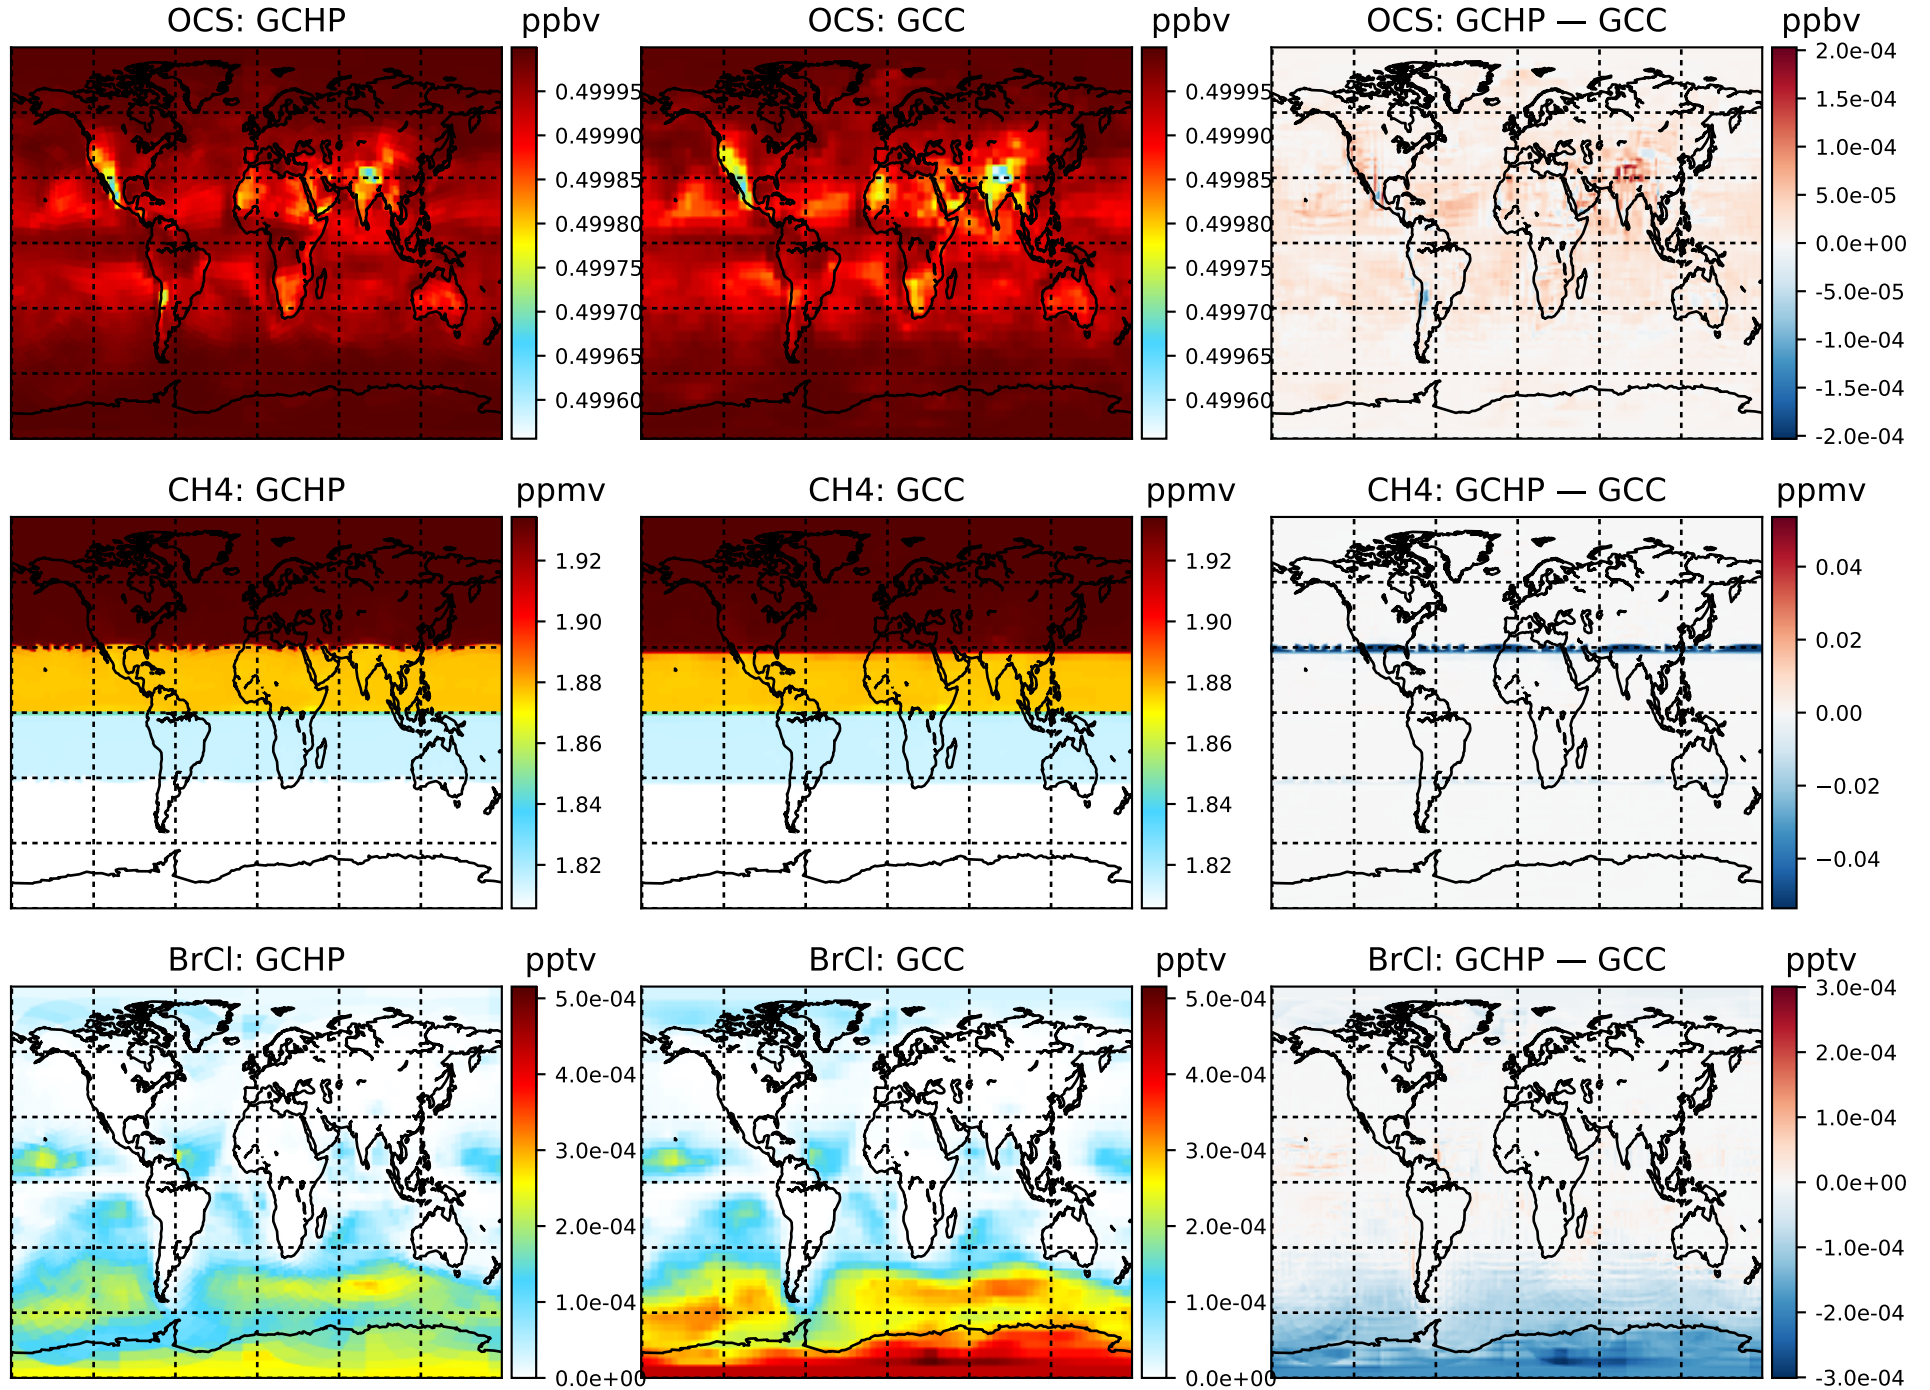 OCS: GCHP
ppbv
OCS: GCC
ppbv
OCS: GCHP — GCC
ppbv
0.49995
0.49990
0.49985
0.49980
0.49975
0.49970
0.49965
0.49960
0.49995
0.49990
0.49985
0.49980
0.49975
0.49970
0.49965
0.49960
2.0e-04
1.5e-04
1.0e-04
5.0e-05
0.0e+00
-5.0e-05
-1.0e-04
-1.5e-04
-2.0e-04
CH4: GCHP
ppmv
CH4: GCC
ppmv
CH4: GCHP — GCC
ppmv
1.92
1.90
1.88
1.86
1.84
1.82
1.92
1.90
1.88
1.86
1.84
1.82
0.04
0.02
0.00
−0.02
−0.04
BrCl: GCHP
pptv
BrCl: GCC
pptv
BrCl: GCHP — GCC
pptv
5.0e-04
4.0e-04
3.0e-04
2.0e-04
1.0e-04
0.0e+00
5.0e-04
4.0e-04
3.0e-04
2.0e-04
1.0e-04
0.0e+00
3.0e-04
2.0e-04
1.0e-04
0.0e+00
-1.0e-04
-2.0e-04
-3.0e-04